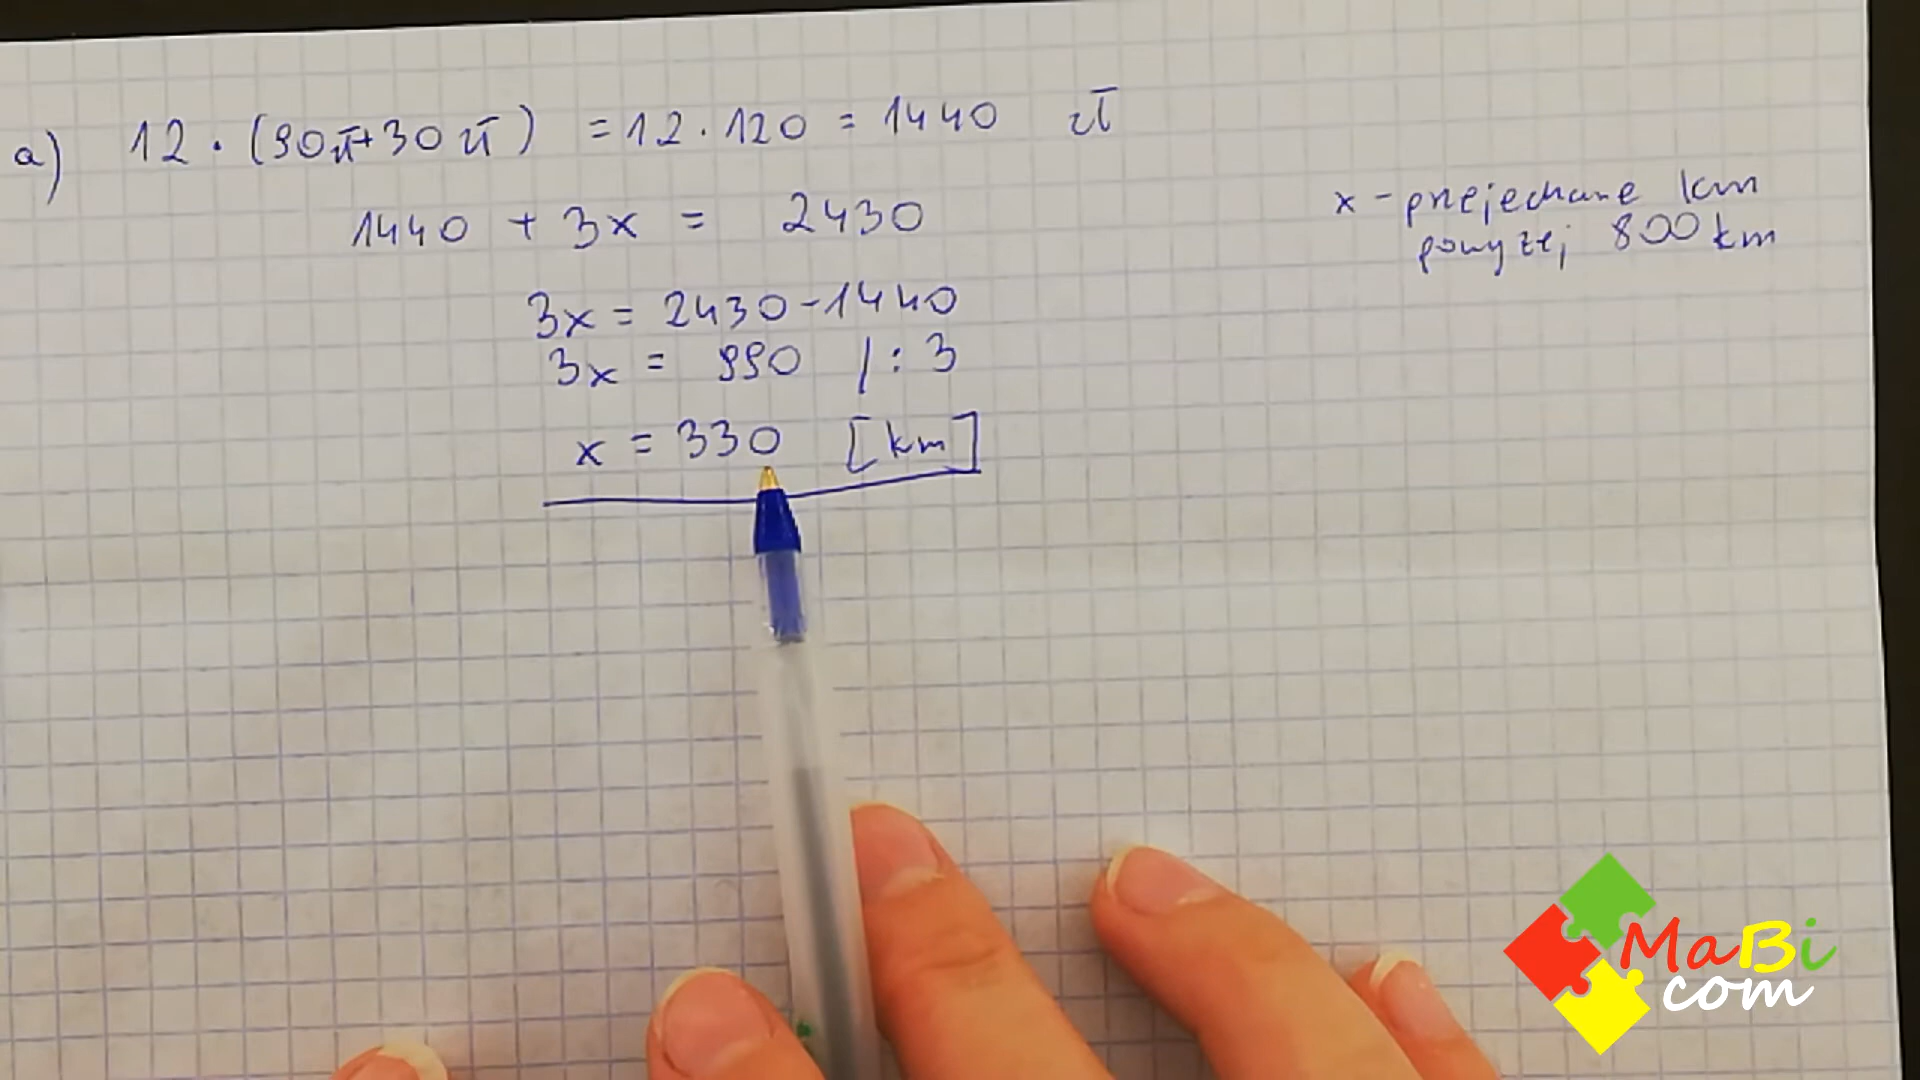 a) 12 · (90zł+30zł) = 12 · 120 = 1440 zł
1440 + 3x = 2430
x - przejechane km
powyżej 800 km
3x = 2430-1440
3x = 990 /: 3
x = 330 [km]
MaBi
com